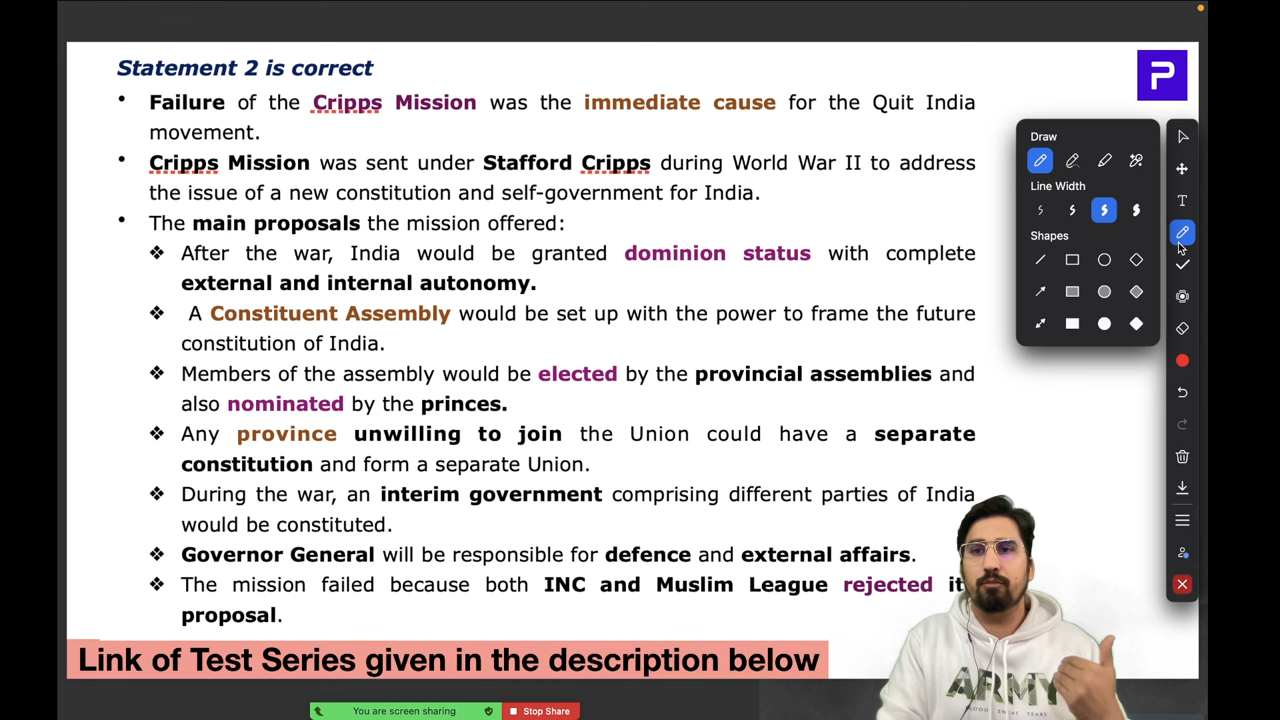 Statement 2 is correct
• Failure of the Cripps Mission was the immediate cause for the Quit India
movement.
• Cripps Mission was sent under Stafford Cripps during World War II to address
the issue of a new constitution and self-government for India.
• The main proposals the mission offered:
❖ After the war, India would be granted dominion status with complete
external and internal autonomy.
❖ A Constituent Assembly would be set up with the power to frame the future
constitution of India.
❖ Members of the assembly would be elected by the provincial assemblies and
also nominated by the princes.
❖ Any province unwilling to join the Union could have a separate
constitution and form a separate Union.
❖ During the war, an interim government comprising different parties of India
would be constituted.
❖ Governor General will be responsible for defence and external affairs.
❖ The mission failed because both INC and Muslim League rejected
proposal.
P
Draw
Line Width
Shapes
T
Link of Test Series given in the description below
ARMY
You are screen sharing
Stop Share